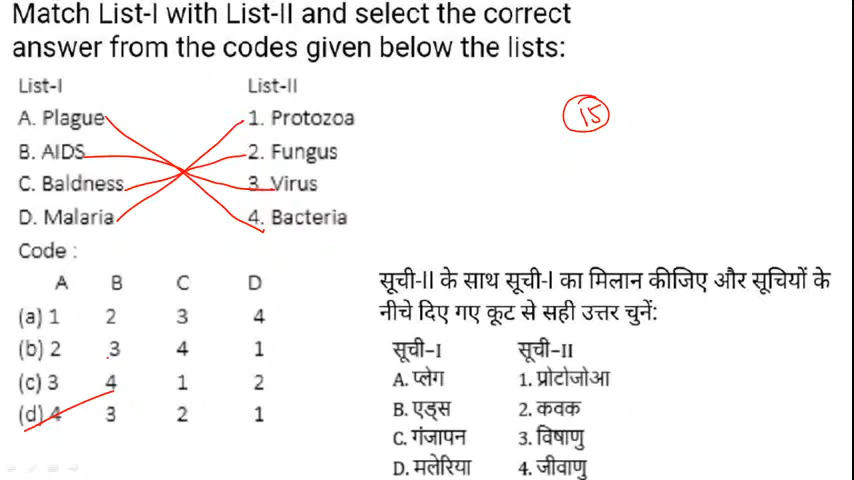 Match List-I with List-II and select the correct
answer from the codes given below the lists:
List-I List-II
A. Plague 1. Protozoa
B. AIDS 2. Fungus
C. Baldness 3. Virus
D. Malaria 4. Bacteria
Code :
A B C D
(a) 1 2 3 4
(b) 2 3 4 1
(c) 3 4 1 2
(d) 4 3 2 1
15
सूची-II के साथ सूची-I का मिलान कीजिए और सूचियों के
नीचे दिए गए कूट से सही उत्तर चुनें:
सूची-I सूची-II
A. प्लेग 1. प्रोटोजोआ
B. एड्स 2. कवक
C. गंजापन 3. विषाणु
D. मलेरिया 4. जीवाणु